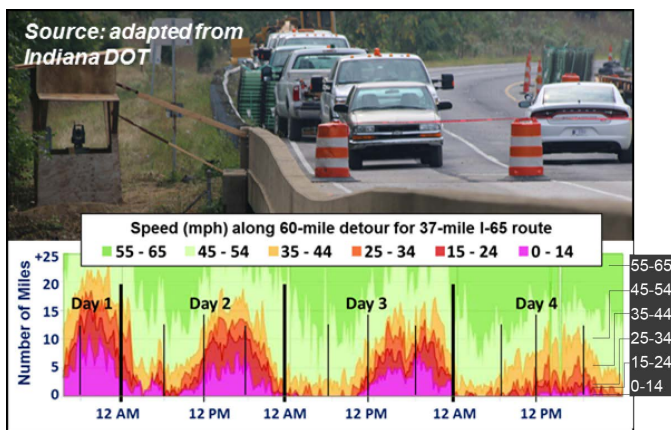 Source: adapted from
Indiana DOT
Speed (mph) along 60-mile detour for 37-mile I-65 route
55 - 65 45 - 54 35 - 44 25 - 34 15 - 24 0 - 14
Number of Miles
+25
20
15
10
5
0
Day 1 Day 2 Day 3 Day 4
12 AM 12 PM 12 AM 12 PM 12 AM 12 PM
55-65
45-54
35-44
25-34
15-24
0-14